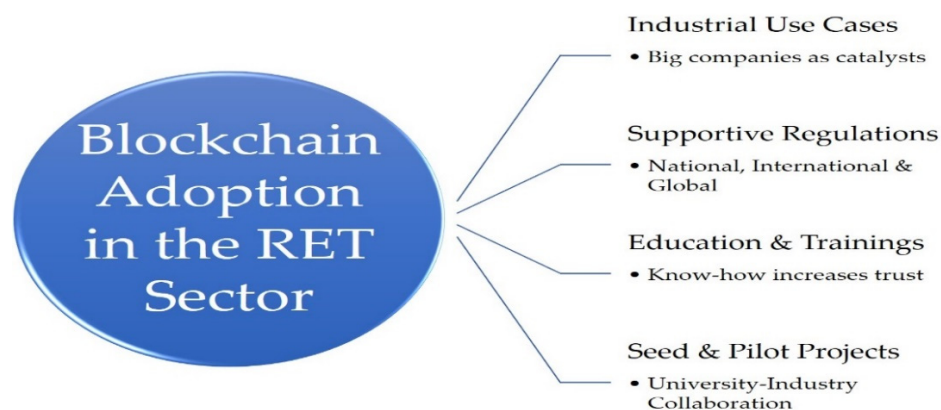 Blockchain
Adoption
in the RET
Sector
Industrial Use Cases
• Big companies as catalysts
Supportive Regulations
• National, International &
Global
Education & Trainings
• Know-how increases trust
Seed & Pilot Projects
• University-Industry
Collaboration